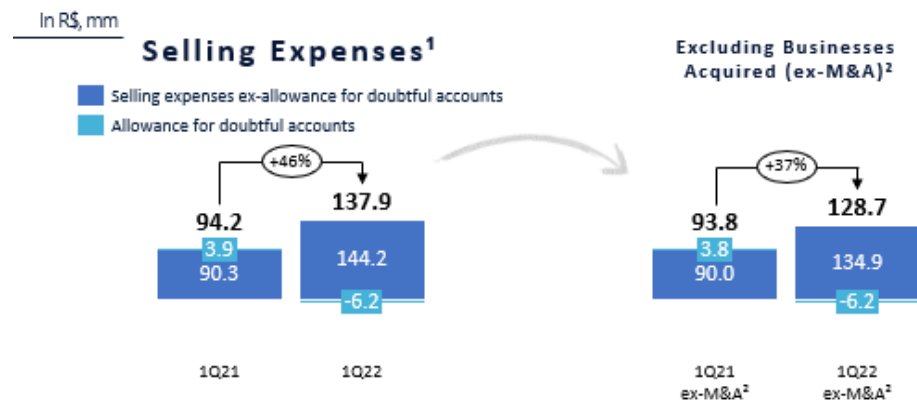 In R$, mm
Selling Expenses¹
Excluding Businesses
Acquired (ex-M&A)²
Selling expenses ex-allowance for doubtful accounts
Allowance for doubtful accounts
+46%
94.2
137.9
3.9
90.3
144.2
-6.2
1Q21
1Q22
+37%
93.8
128.7
3.8
90.0
134.9
-6.2
1Q21
ex-M&A²
1Q22
ex-M&A²